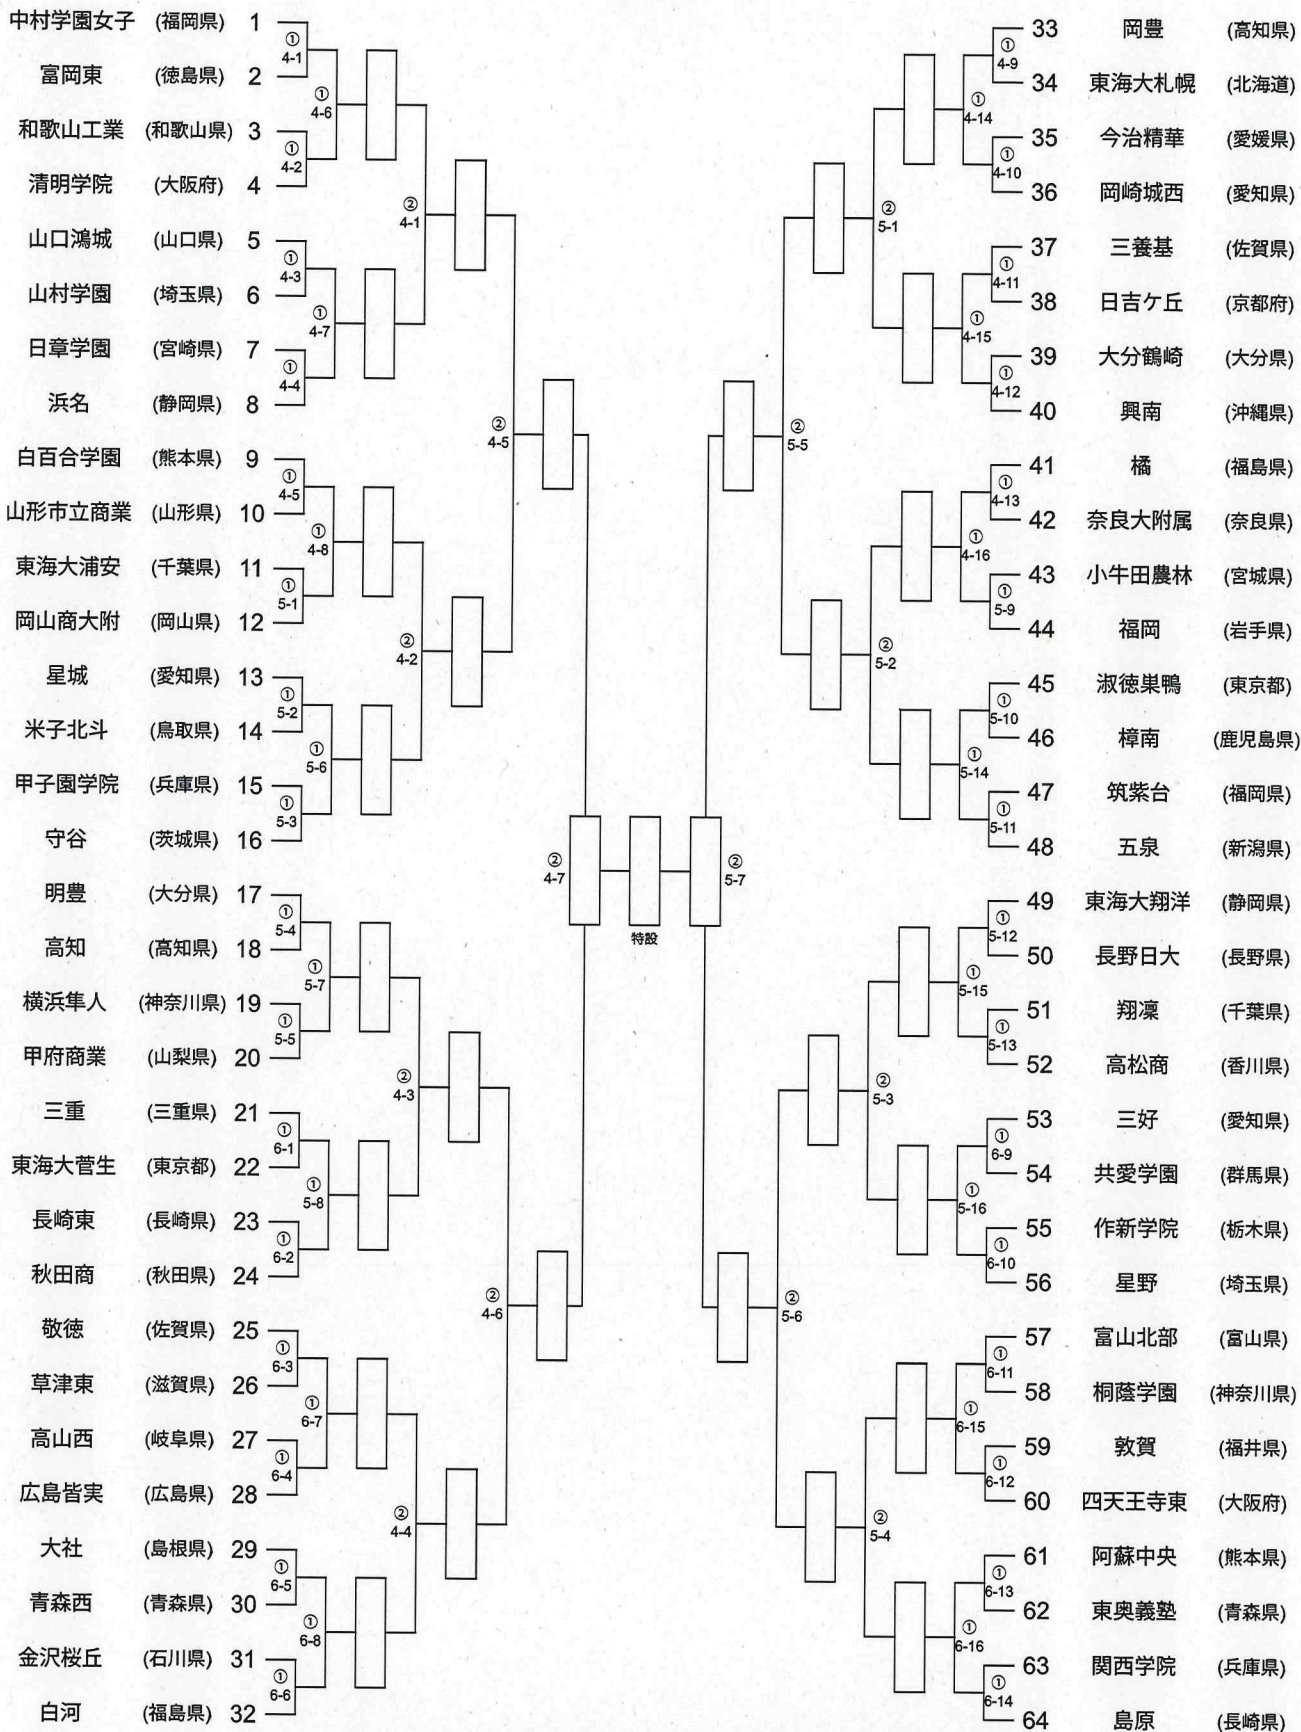 中村学園女子 (福岡県) 1
富岡東 (徳島県) 2
和歌山工業 (和歌山県) 3
清明学院 (大阪府) 4
山口鴻城 (山口県) 5
山村学園 (埼玉県) 6
日章学園 (宮崎県) 7
浜名 (静岡県) 8
白百合学園 (熊本県) 9
山形市立商業 (山形県) 10
東海大浦安 (千葉県) 11
岡山商大附 (岡山県) 12
星城 (愛知県) 13
米子北斗 (鳥取県) 14
甲子園学院 (兵庫県) 15
守谷 (茨城県) 16
明豊 (大分県) 17
高知 (高知県) 18
横浜隼人 (神奈川県) 19
甲府商業 (山梨県) 20
三重 (三重県) 21
東海大菅生 (東京都) 22
長崎東 (長崎県) 23
秋田商 (秋田県) 24
敬徳 (佐賀県) 25
草津東 (滋賀県) 26
高山西 (岐阜県) 27
広島皆実 (広島県) 28
大社 (島根県) 29
青森西 (青森県) 30
金沢桜丘 (石川県) 31
白河 (福島県) 32
① 4-1
① 4-2
① 4-3
① 4-4
① 4-5
① 5-1
① 5-2
① 5-3
① 5-4
① 5-5
① 6-1
① 6-2
① 6-3
① 6-4
① 6-5
① 6-6
① 4-6
① 4-7
① 4-8
① 5-6
① 5-7
① 5-8
① 6-7
① 6-8
② 4-1
② 4-2
② 4-3
② 4-4
② 4-5
② 4-6
② 4-7
特設
② 5-7
② 5-5
② 5-6
② 5-1
② 5-2
② 5-3
② 5-4
① 4-14
① 4-15
① 4-16
① 5-14
① 5-15
① 5-16
① 6-15
① 6-16
① 4-9
① 4-10
① 4-11
① 4-12
① 4-13
① 5-9
① 5-10
① 5-11
① 5-12
① 5-13
① 6-9
① 6-10
① 6-11
① 6-12
① 6-13
① 6-14
33 岡豊 (高知県)
34 東海大札幌 (北海道)
35 今治精華 (愛媛県)
36 岡崎城西 (愛知県)
37 三養基 (佐賀県)
38 日吉ケ丘 (京都府)
39 大分鶴崎 (大分県)
40 興南 (沖縄県)
41 橘 (福島県)
42 奈良大附属 (奈良県)
43 小牛田農林 (宮城県)
44 福岡 (岩手県)
45 淑徳巣鴨 (東京都)
46 樟南 (鹿児島県)
47 筑紫台 (福岡県)
48 五泉 (新潟県)
49 東海大翔洋 (静岡県)
50 長野日大 (長野県)
51 翔凜 (千葉県)
52 高松商 (香川県)
53 三好 (愛知県)
54 共愛学園 (群馬県)
55 作新学院 (栃木県)
56 星野 (埼玉県)
57 富山北部 (富山県)
58 桐蔭学園 (神奈川県)
59 敦賀 (福井県)
60 四天王寺東 (大阪府)
61 阿蘇中央 (熊本県)
62 東奥義塾 (青森県)
63 関西学院 (兵庫県)
64 島原 (長崎県)